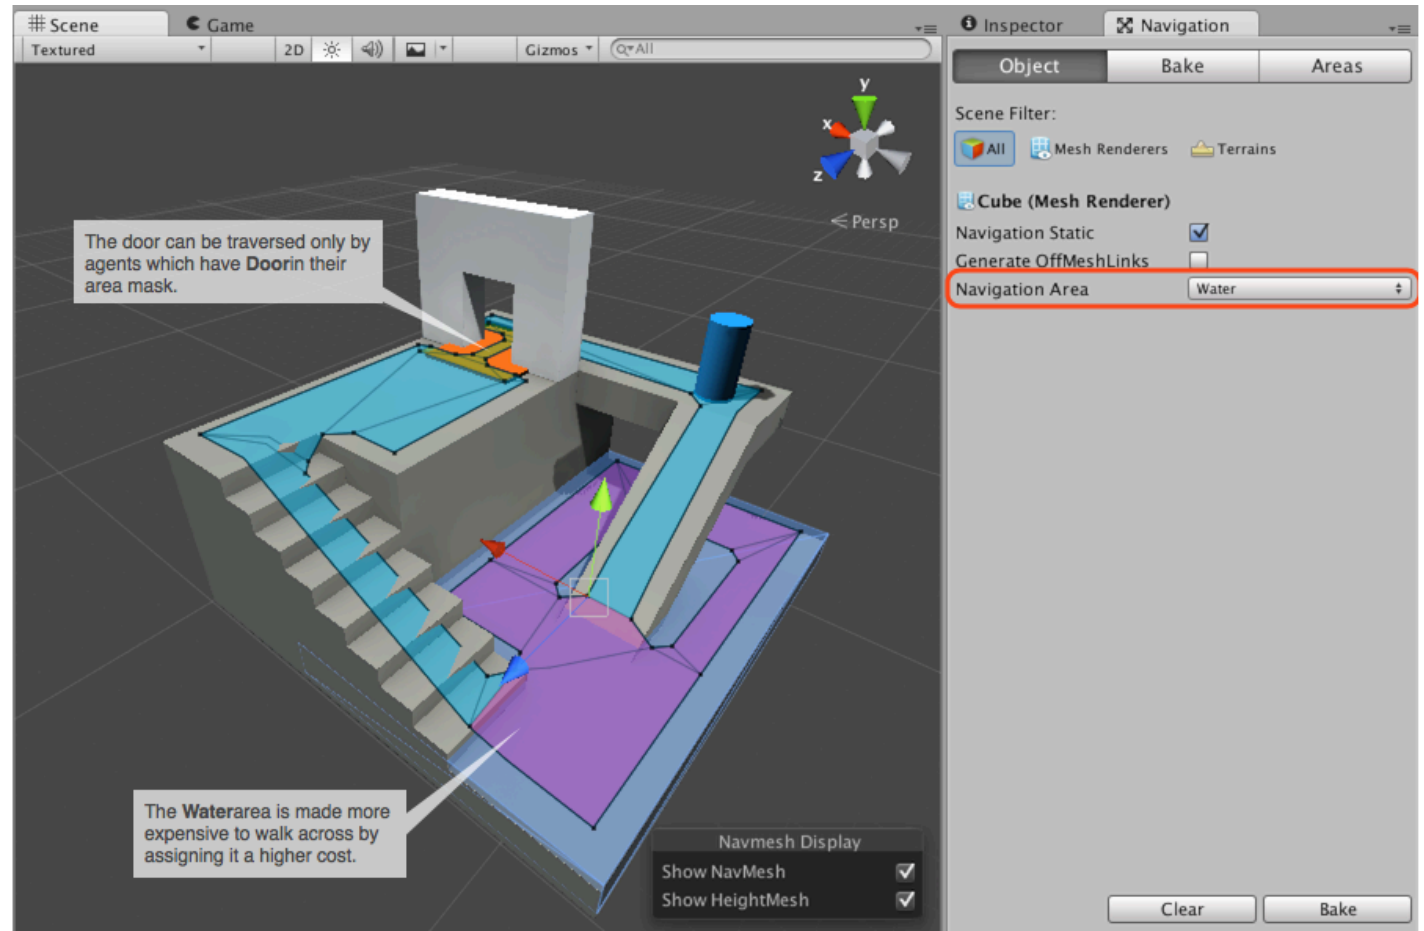 Scene
Game
Textured
2D
Gizmos
All
y
x
z
Persp
The door can be traversed only by
agents which have Doorin their
area mask.
The Waterarea is made more
expensive to walk across by
assigning it a higher cost.
Navmesh Display
Show NavMesh
Show HeightMesh
Inspector
Navigation
Object
Bake
Areas
Scene Filter:
All
Mesh Renderers
Terrains
Cube (Mesh Renderer)
Navigation Static
Generate OffMeshLinks
Navigation Area
Water
Clear
Bake